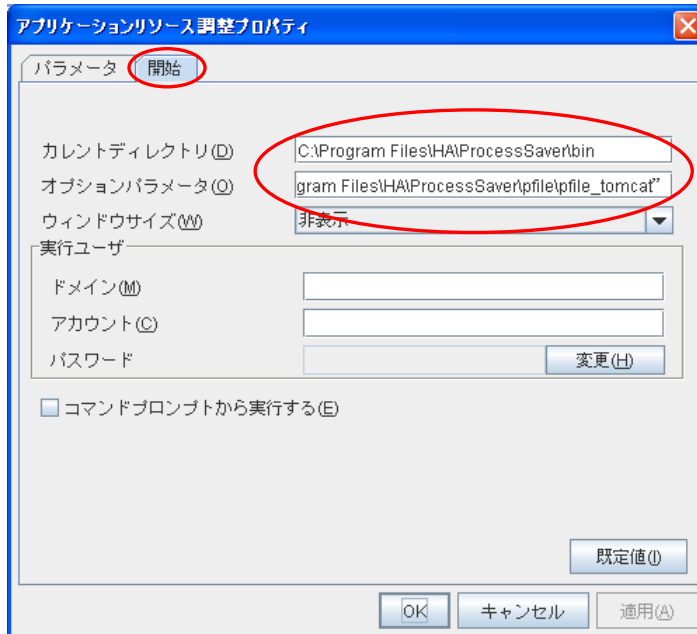 アプリケーションリソース調整プロパティ
パラメータ 開始
カレントディレクトリ(D) C:\Program Files\HA\ProcessSaver\bin
オプションパラメータ(O) gram Files\HA\ProcessSaver\pfile\pfile_tomcat”
ウィンドウサイズ(W) 非表示
実行ユーザ
ドメイン(M)
アカウント(C)
パスワード 変更(H)
コマンドプロンプトから実行する(E)
既定値(I)
OK キャンセル 適用(A)